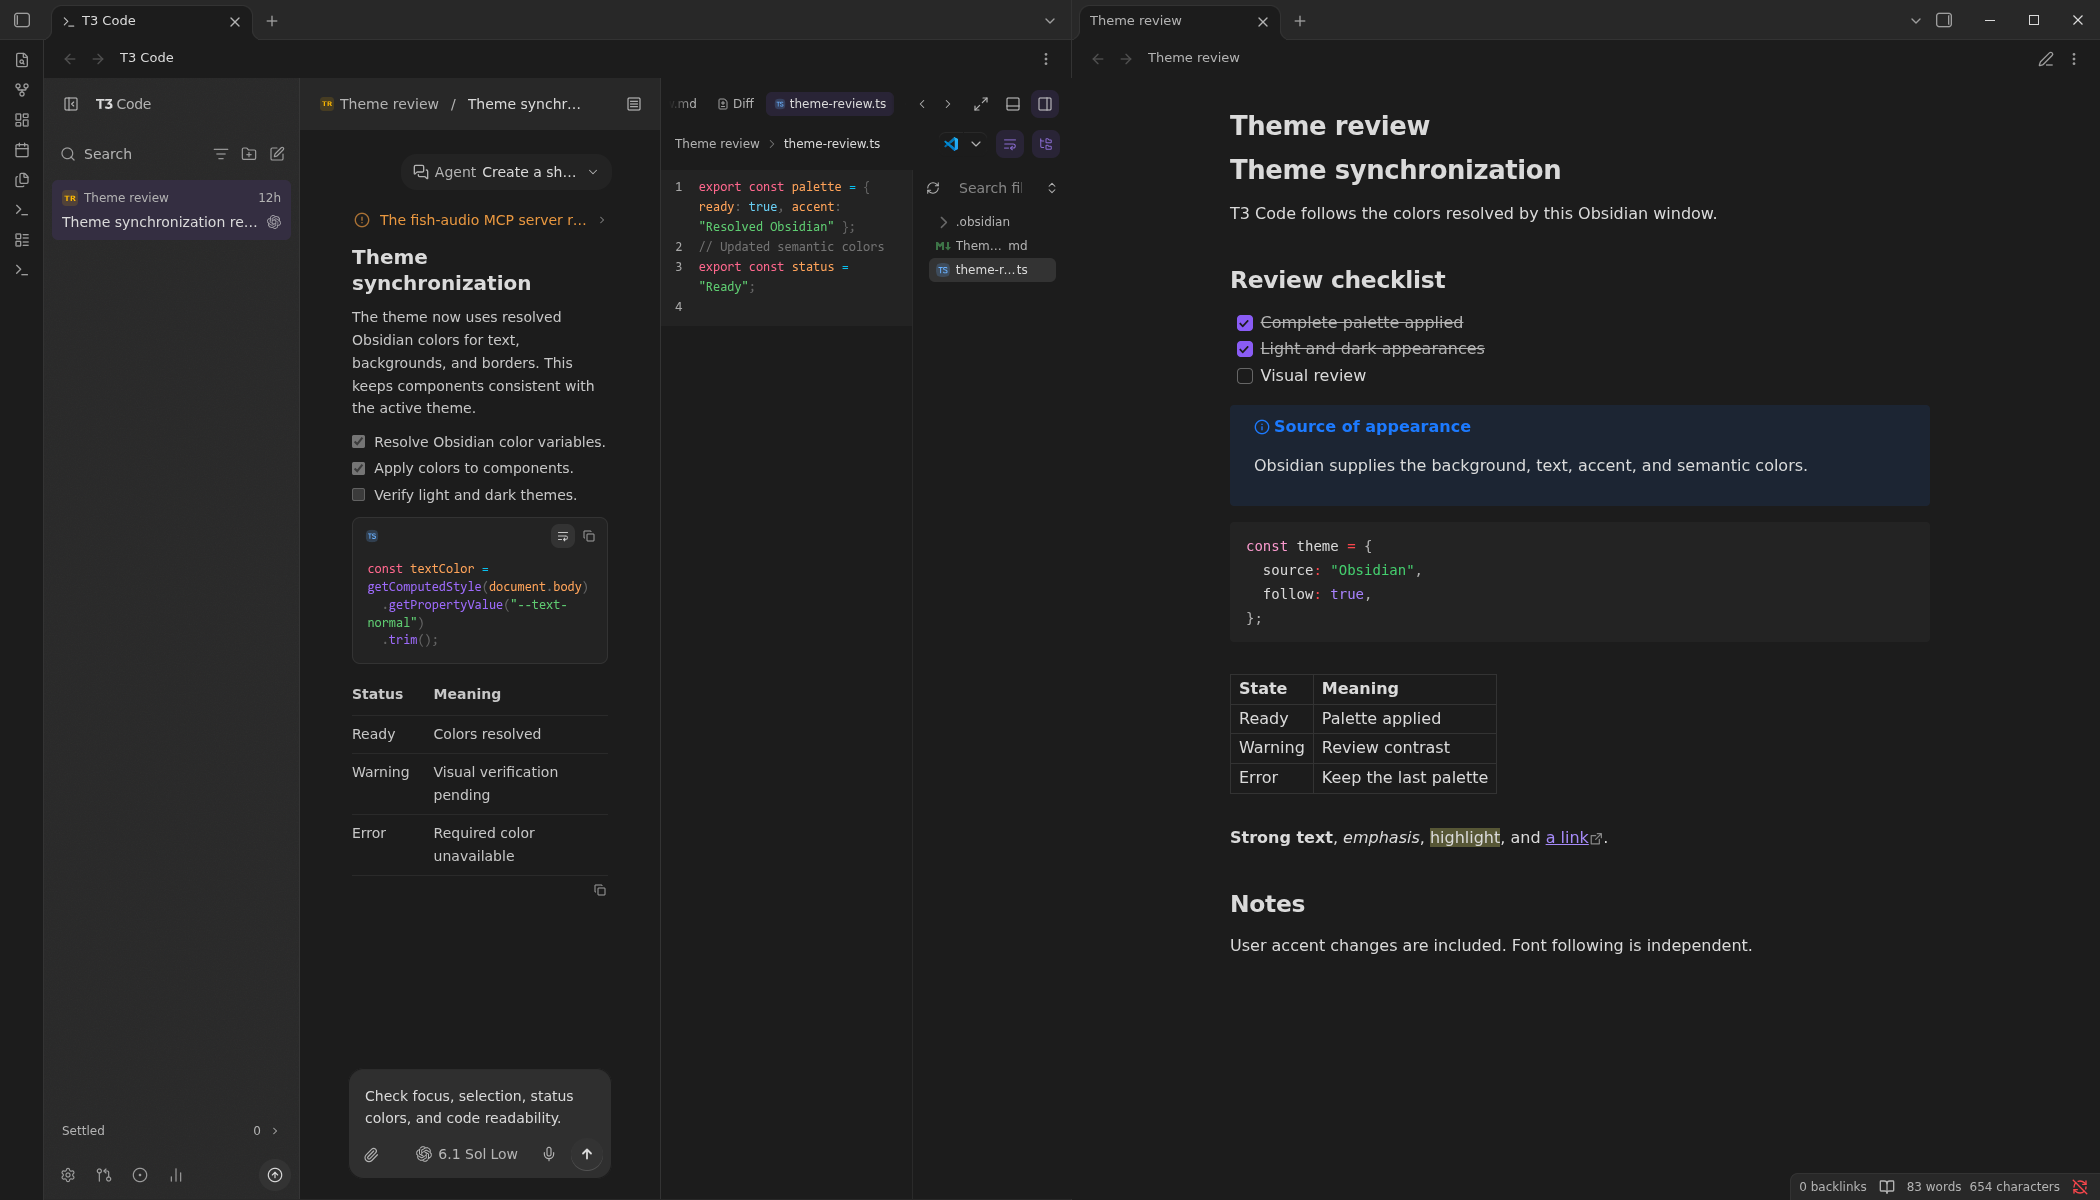 T3 Code
Theme review
T3 Code
Theme review
T3 Code
Search
TR Theme review 12h
Theme synchronization re...
Settled 0
TR Theme review / Theme synchr...
Agent Create a sh...
The fish-audio MCP server r...
Theme
synchronization
The theme now uses resolved
Obsidian colors for text,
backgrounds, and borders. This
keeps components consistent with
the active theme.
Resolve Obsidian color variables.
Apply colors to components.
Verify light and dark themes.
TS
const textColor =
getComputedStyle(document.body)
.getPropertyValue("--text-
normal")
.trim();
Status Meaning
Ready Colors resolved
Warning Visual verification
pending
Error Required color
unavailable
Check focus, selection, status
colors, and code readability.
6.1 Sol Low
.md Diff TS theme-review.ts
Theme review > theme-review.ts
1 export const palette = {
ready: true, accent:
"Resolved Obsidian" };
2 // Updated semantic colors
3 export const status =
"Ready";
4
Search fil
.obsidian
M↓ Them... md
TS theme-r...ts
Theme review
Theme synchronization
T3 Code follows the colors resolved by this Obsidian window.
Review checklist
Complete palette applied
Light and dark appearances
Visual review
Source of appearance
Obsidian supplies the background, text, accent, and semantic colors.
const theme = {
source: "Obsidian",
follow: true,
};
State Meaning
Ready Palette applied
Warning Review contrast
Error Keep the last palette
Strong text, emphasis, highlight, and a link.
Notes
User accent changes are included. Font following is independent.
0 backlinks 83 words 654 characters